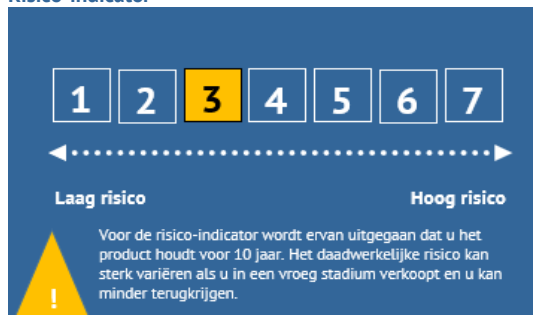 Risico-indicator
1 2 3 4 5 6 7
Laag risico Hoog risico
Voor de risico-indicator wordt ervan uitgegaan dat u het
product houdt voor 10 jaar. Het daadwerkelijke risico kan
sterk variëren als u in een vroeg stadium verkoopt en u kan
minder terugkrijgen.
!